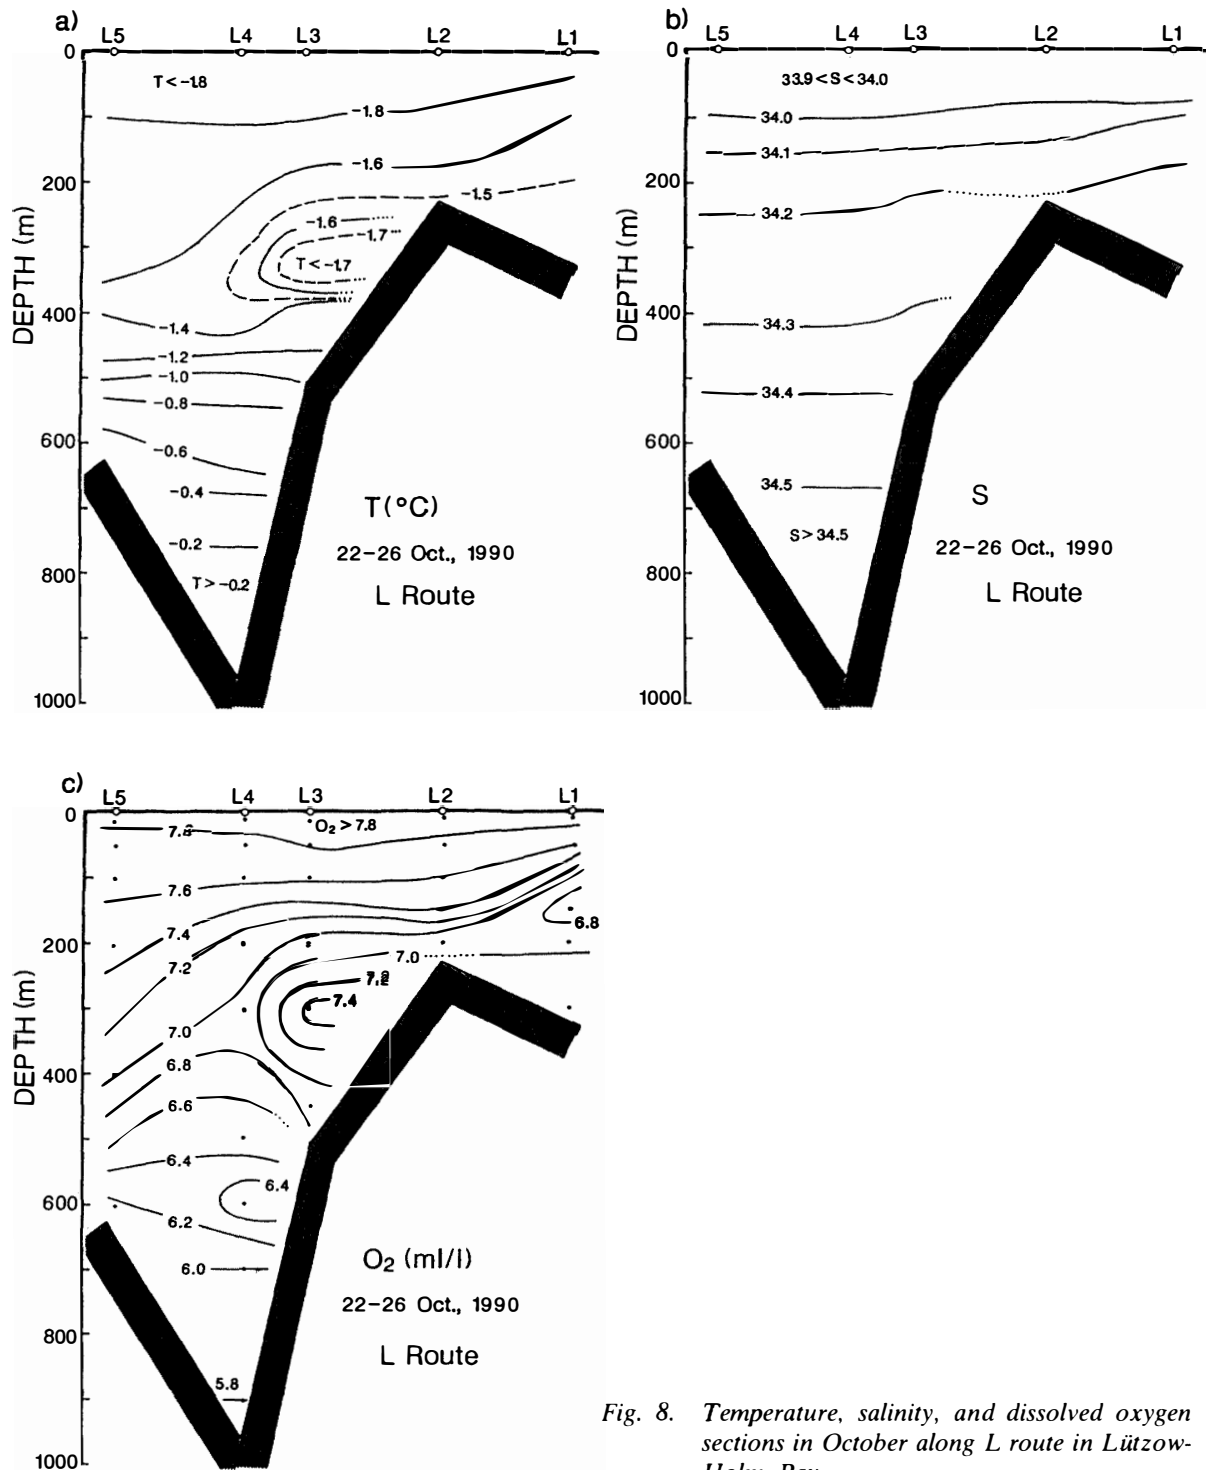 a)
L5 L4 L3 L2 L1
0
T<-1.8
-1.8
-1.6
200
-1.5
-1.6
-1.7
T<-1.7
DEPTH (m)
400
-1.4
-1.2
-1.0
-0.8
600
-0.6
-0.4
T(°C)
-0.2
22-26 Oct., 1990
800
T>-0.2
L Route
1000
b)
L5 L4 L3 L2 L1
0
33.9<S<34.0
34.0
34.1
200
34.2
DEPTH (m)
400
34.3
34.4
600
34.5
S
S>34.5
22-26 Oct., 1990
800
L Route
1000
c)
L5 L4 L3 L2 L1
0
O₂>7.8
7.8
7.6
6.8
7.4
200
7.0
7.2
7.2
7.4
DEPTH (m)
7.0
6.8
400
6.6
6.4
6.4
600
6.2
6.0
O₂ (ml/l)
22-26 Oct., 1990
800
L Route
5.8
1000
Fig. 8. Temperature, salinity, and dissolved oxygen
sections in October along L route in Lützow-